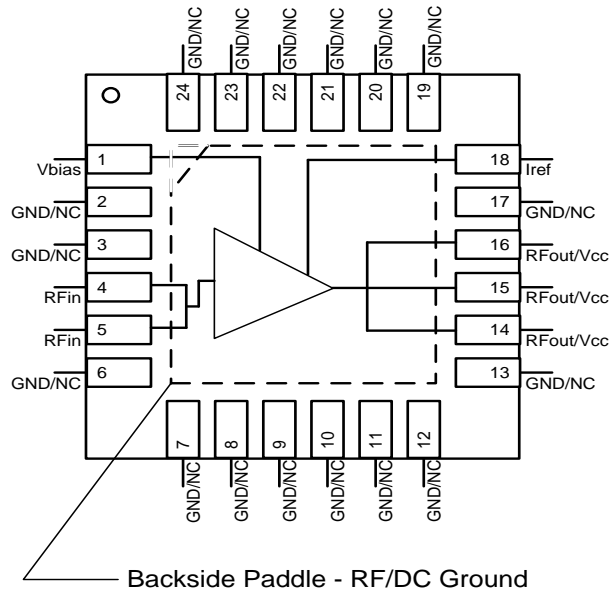 GND/NC GND/NC GND/NC GND/NC GND/NC GND/NC
24 23 22 21 20 19
Vbias 1 18 Iref
GND/NC 2 17 GND/NC
GND/NC 3 16 RFout/Vcc
RFin 4 15 RFout/Vcc
RFin 5 14 RFout/Vcc
GND/NC 6 13 GND/NC
7 8 9 10 11 12
GND/NC GND/NC GND/NC GND/NC GND/NC GND/NC
Backside Paddle - RF/DC Ground